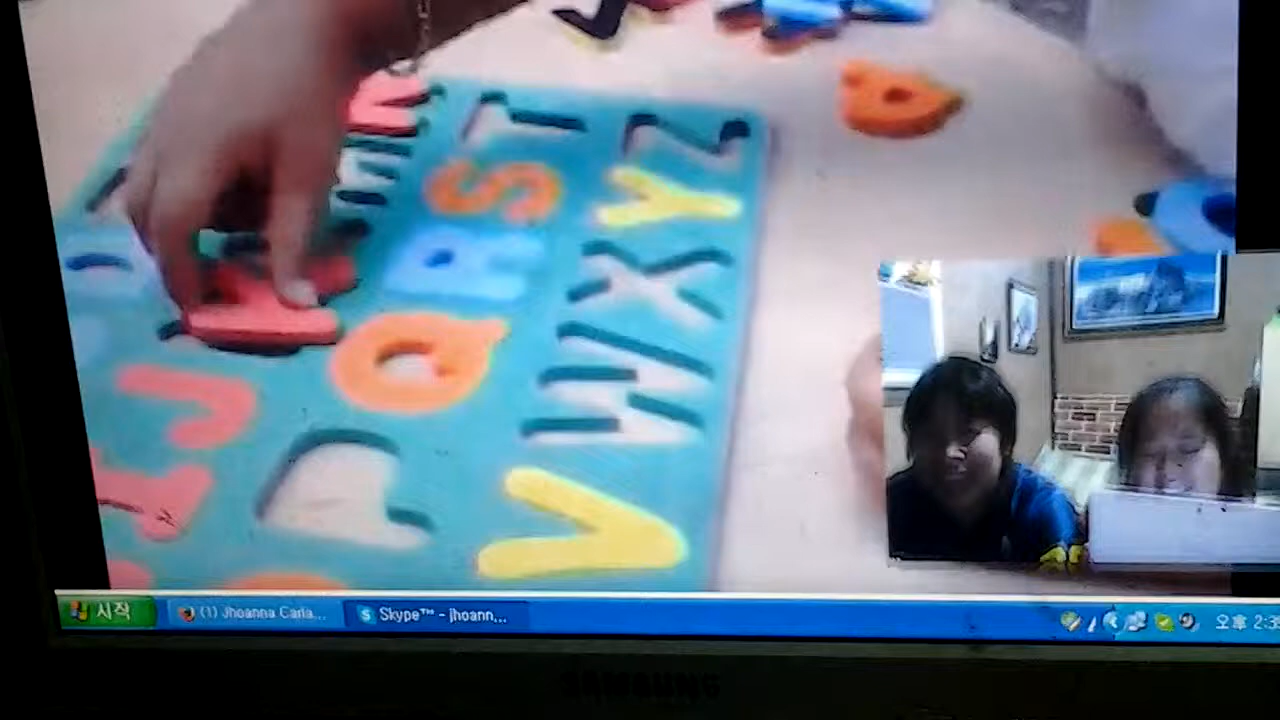 T
Z
S
Y
R
X
Q
W
J
P
I
V
시작
(1) Jhoanna Carla...
Skype™ - jhoann...
오후 2:3
SAMSUNG